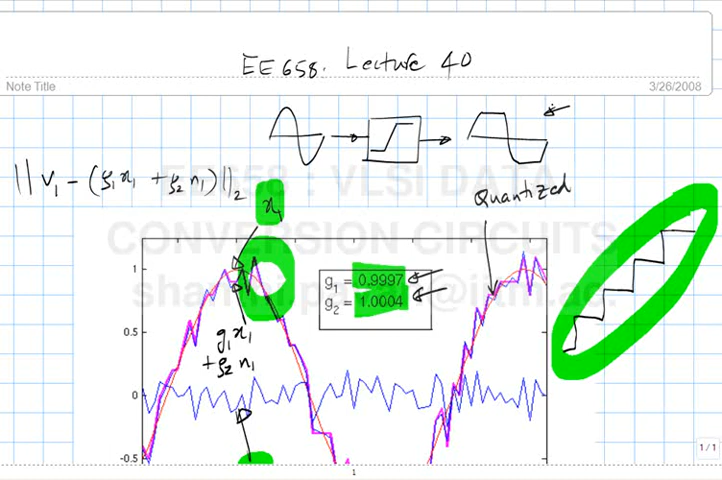 EE658. Lecture 40
Note Title
3/26/2008
|| v₁ - (g₁x₁ + g₂n₁) ||₂
EE658 : VLSI DATA
CONVERSION CIRCUITS
x₁
Quantized
g₁ = 0.9997
g₂ = 1.0004
1
0.5
g₁x₁
+ g₂n₁
0
-0.5
1/1
1